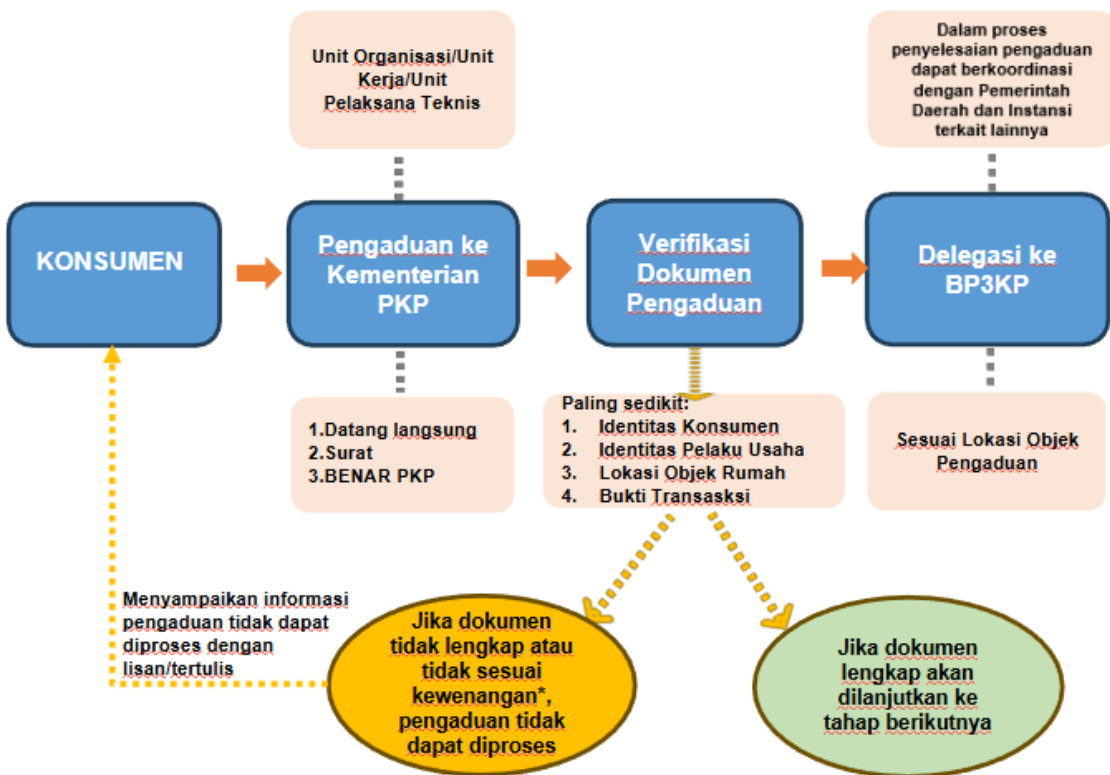 Unit Organisasi/Unit
Kerja/Unit
Pelaksana Teknis
Dalam proses
penyelesaian pengaduan
dapat berkoordinasi
dengan Pemerintah
Daerah dan Instansi
terkait lainnya
KONSUMEN
Pengaduan ke
Kementerian
PKP
Verifikasi
Dokumen
Pengaduan
Delegasi ke
BP3KP
1.Datang langsung
2.Surat
3.BENAR PKP
Paling sedikit:
1. Identitas Konsumen
2. Identitas Pelaku Usaha
3. Lokasi Objek Rumah
4. Bukti Transasksi
Sesuai Lokasi Objek
Pengaduan
Menyampaikan informasi
pengaduan tidak dapat
diproses dengan
lisan/tertulis
Jika dokumen
tidak lengkap atau
tidak sesuai
kewenangan*,
pengaduan tidak
dapat diproses
Jika dokumen
lengkap akan
dilanjutkan ke
tahap berikutnya